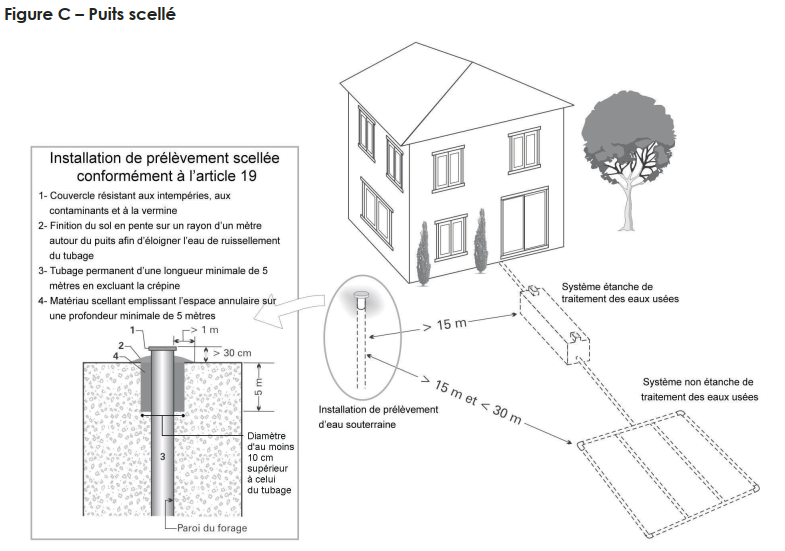 Figure C – Puits scellé
Installation de prélèvement scellée
conformément à l'article 19
1- Couvercle résistant aux intempéries, aux
contaminants et à la vermine
2- Finition du sol en pente sur un rayon d'un mètre
autour du puits afin d'éloigner l'eau de ruissellement
du tubage
3- Tubage permanent d'une longueur minimale de 5
mètres en excluant la crépine
4- Matériau scellant emplissant l'espace annulaire sur
une profondeur minimale de 5 mètres
1
> 1 m
2
> 30 cm
4
5 m
Diamètre
d'au moins
10 cm
supérieur
à celui
du tubage
3
Paroi du forage
Installation de prélèvement
d'eau souterraine
> 15 m
> 15 m et < 30 m
Système étanche de
traitement des eaux usées
Système non étanche de
traitement des eaux usées